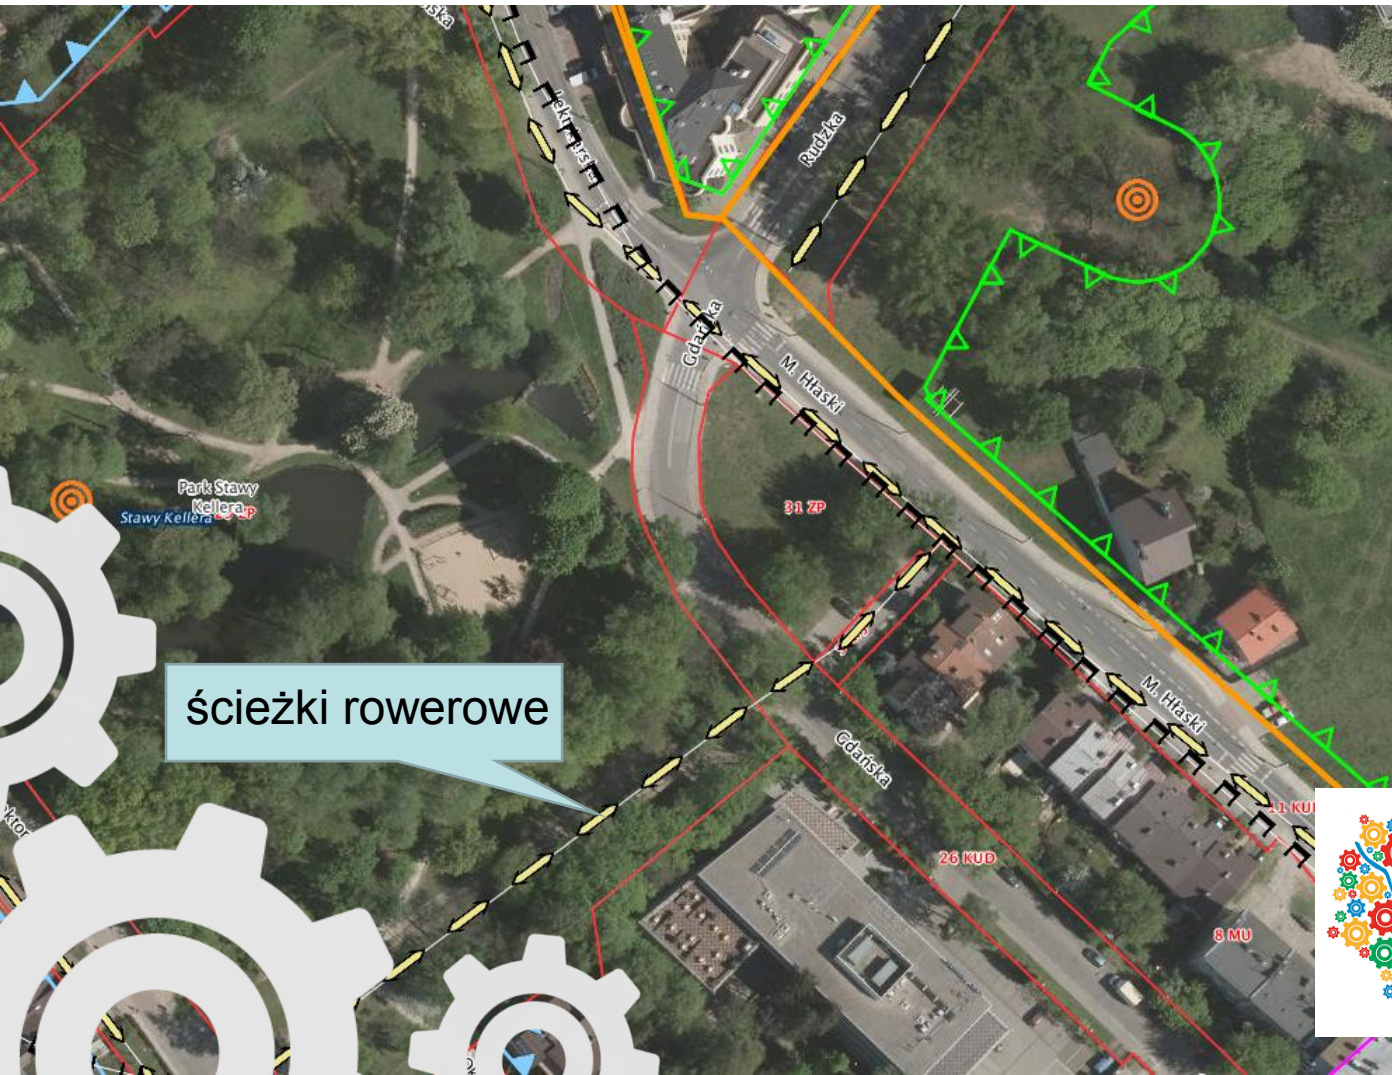 Rudzka
Gdańska
M. Hłaski
Park Stawy
Kellera
Stawy Kellera
31 ZP
ścieżki rowerowe
M. Hłaski
Gdańska
26 KUD
8 MU